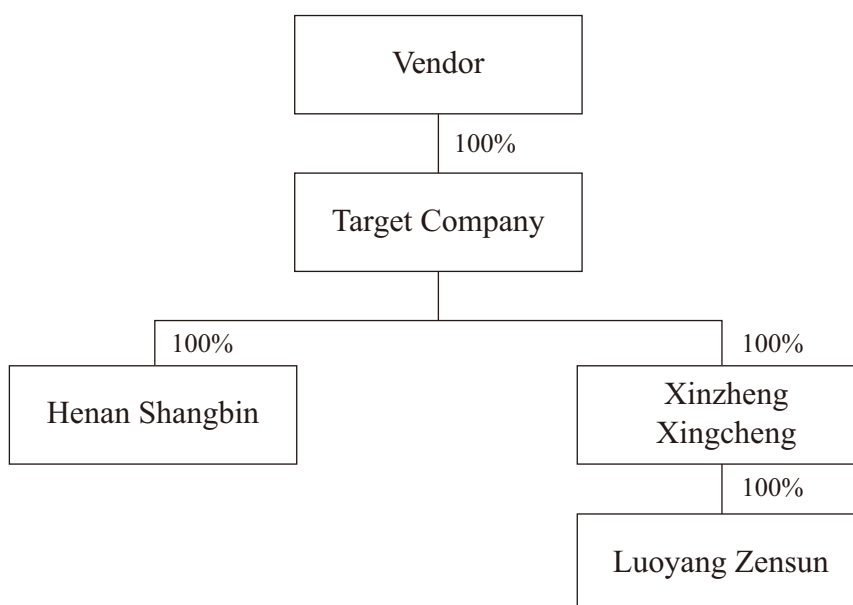 Vendor
100%
Target Company
100%
100%
Henan Shangbin
Xinzheng
Xingcheng
100%
Luoyang Zensun